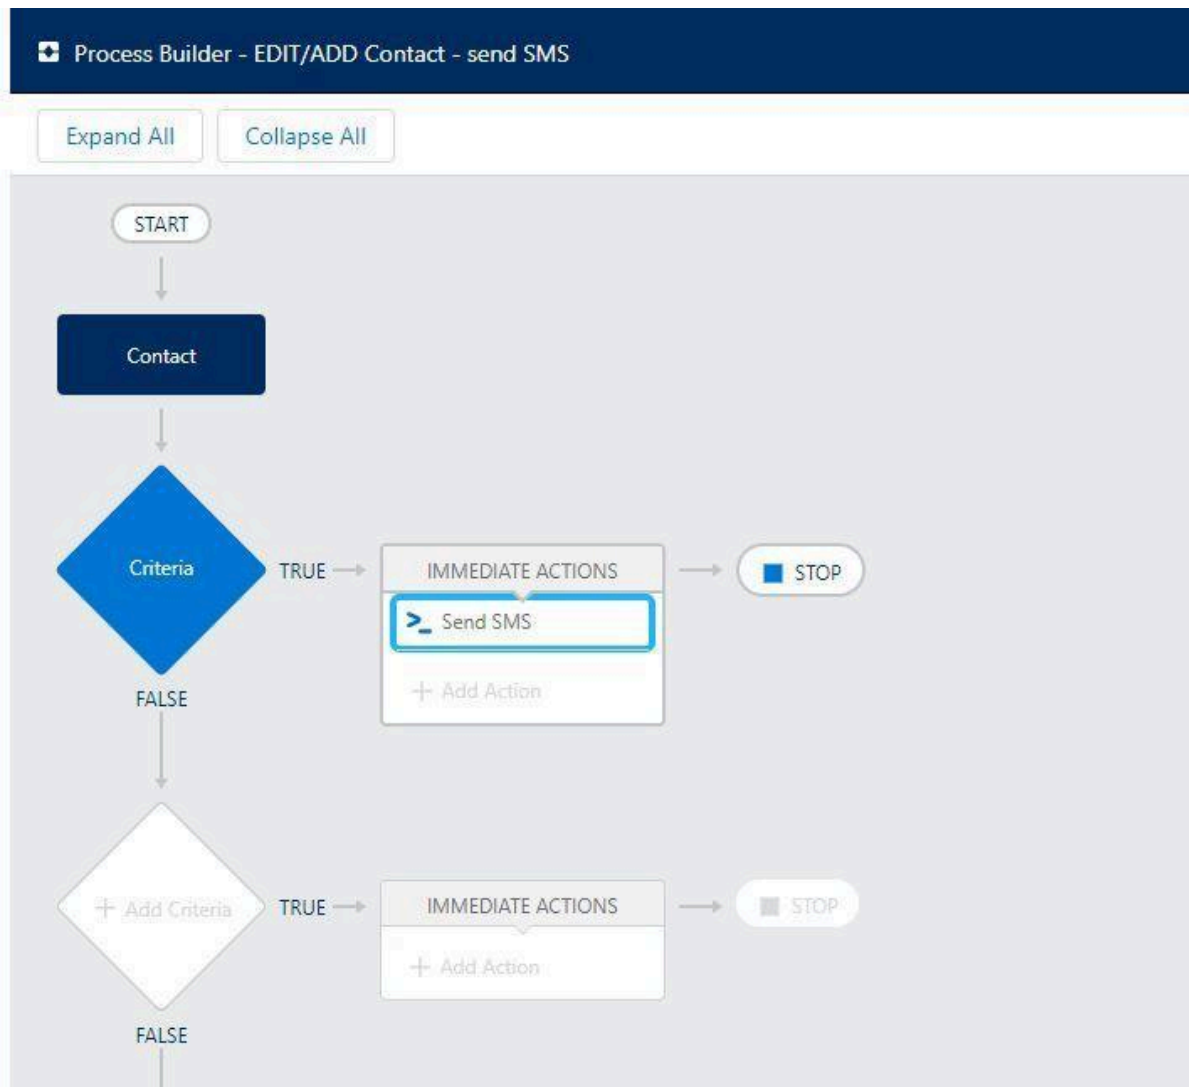 Process Builder - EDIT/ADD Contact - send SMS
Expand All
Collapse All
START
Contact
Criteria
TRUE
IMMEDIATE ACTIONS
STOP
>_ Send SMS
+ Add Action
FALSE
+ Add Criteria
TRUE
IMMEDIATE ACTIONS
STOP
+ Add Action
FALSE